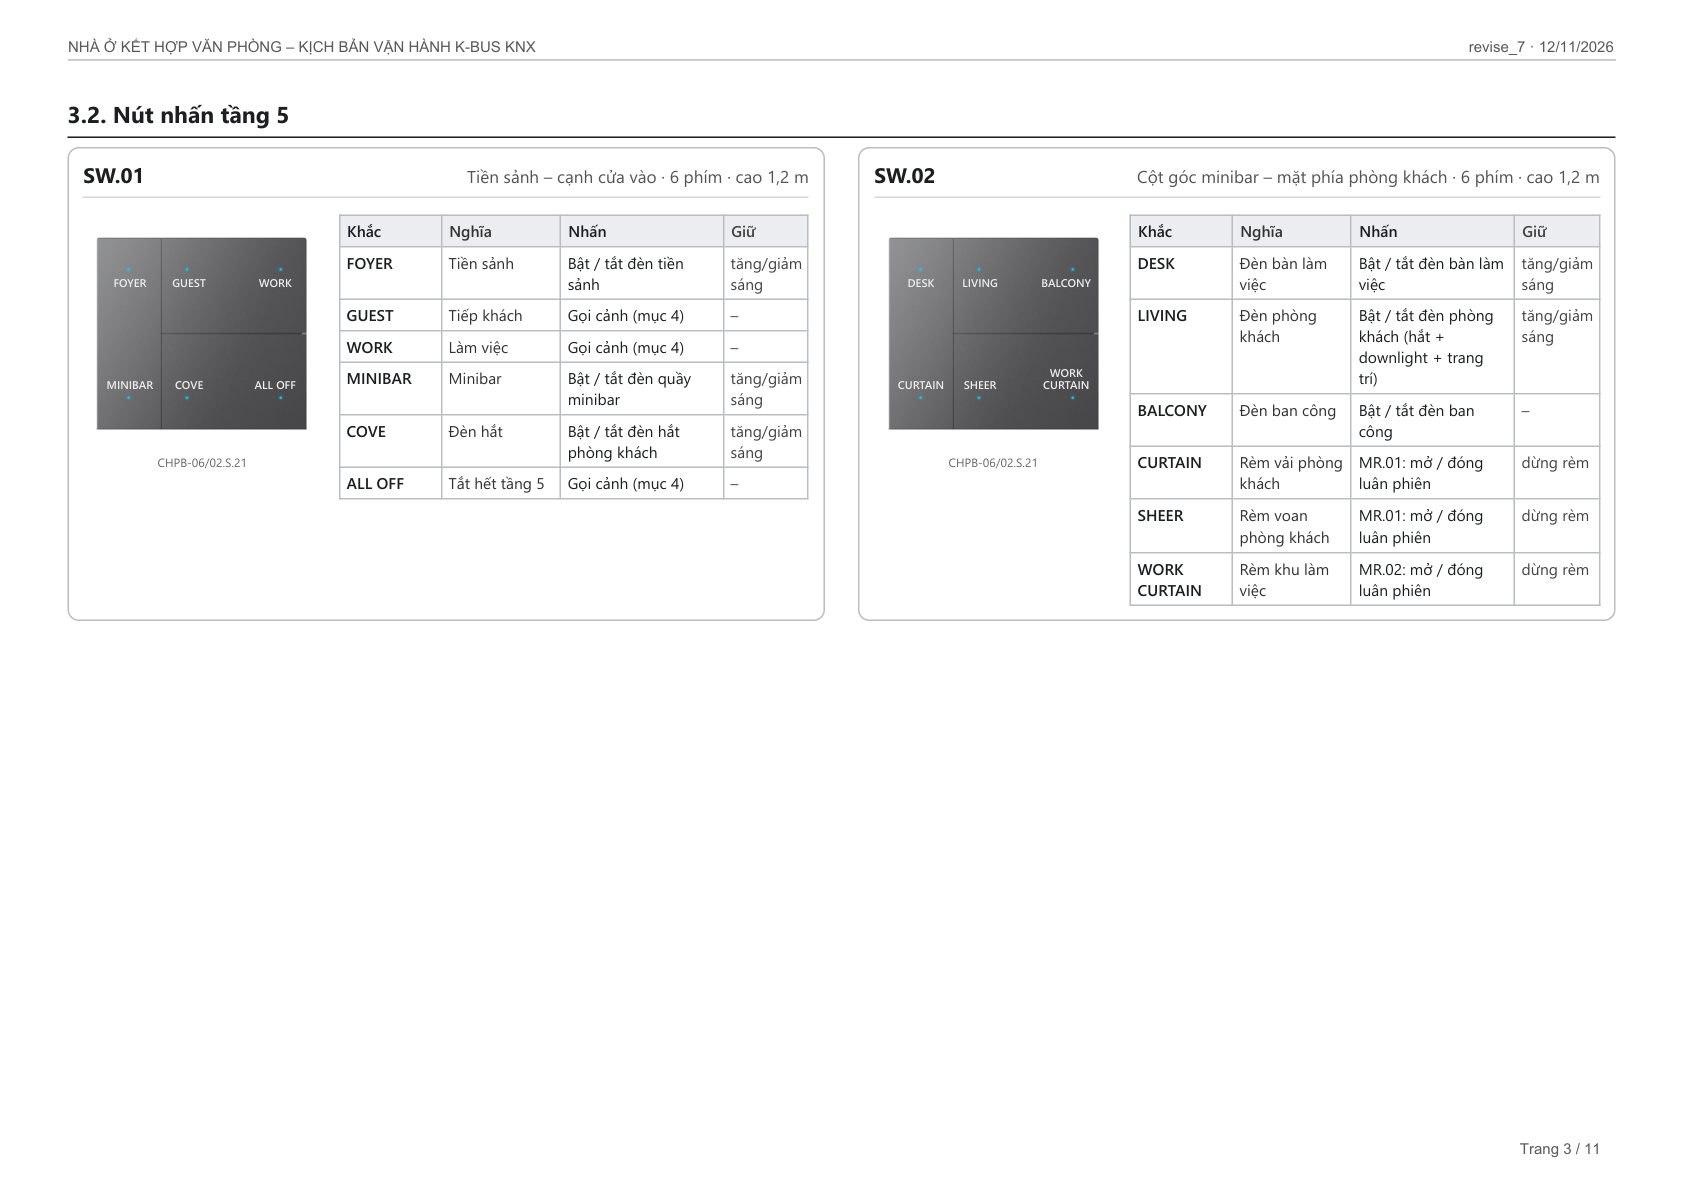 NHÀ Ở KẾT HỢP VĂN PHÒNG – KỊCH BẢN VẬN HÀNH K-BUS KNX
revise_7 · 12/11/2026
3.2. Nút nhấn tầng 5
SW.01
Tiền sảnh – cạnh cửa vào · 6 phím · cao 1,2 m
FOYER
GUEST
WORK
MINIBAR
COVE
ALL OFF
CHPB-06/02.S.21
Khắc
Nghĩa
Nhấn
Giữ
FOYER
Tiền sảnh
Bật / tắt đèn tiền
sảnh
tăng/giảm
sáng
GUEST
Tiếp khách
Gọi cảnh (mục 4)
–
WORK
Làm việc
Gọi cảnh (mục 4)
–
MINIBAR
Minibar
Bật / tắt đèn quầy
minibar
tăng/giảm
sáng
COVE
Đèn hắt
Bật / tắt đèn hắt
phòng khách
tăng/giảm
sáng
ALL OFF
Tắt hết tầng 5
Gọi cảnh (mục 4)
–
SW.02
Cột góc minibar – mặt phía phòng khách · 6 phím · cao 1,2 m
DESK
LIVING
BALCONY
CURTAIN
SHEER
WORK
CURTAIN
CHPB-06/02.S.21
Khắc
Nghĩa
Nhấn
Giữ
DESK
Đèn bàn làm
việc
Bật / tắt đèn bàn làm
việc
tăng/giảm
sáng
LIVING
Đèn phòng
khách
Bật / tắt đèn phòng
khách (hắt +
downlight + trang
trí)
tăng/giảm
sáng
BALCONY
Đèn ban công
Bật / tắt đèn ban
công
–
CURTAIN
Rèm vải phòng
khách
MR.01: mở / đóng
luân phiên
dừng rèm
SHEER
Rèm voan
phòng khách
MR.01: mở / đóng
luân phiên
dừng rèm
WORK
CURTAIN
Rèm khu làm
việc
MR.02: mở / đóng
luân phiên
dừng rèm
Trang 3 / 11